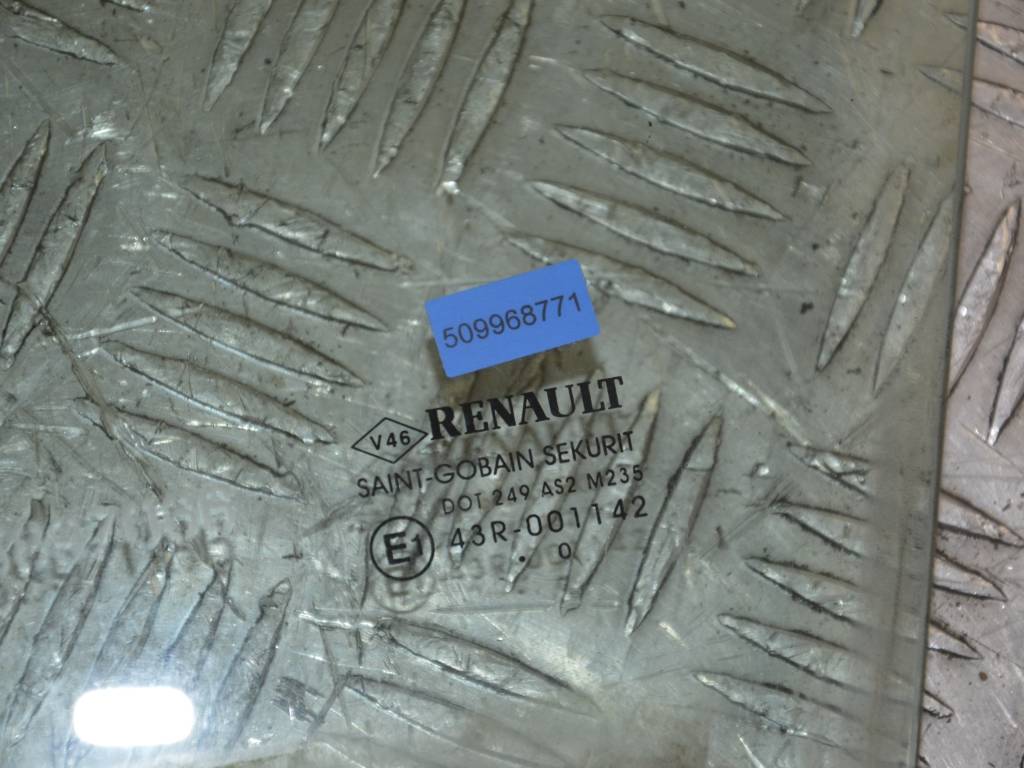 509968771
V46 RENAULT
SAINT-GOBAIN SEKURIT
DOT 249 AS2 M235
E1 43R-001142
. 0